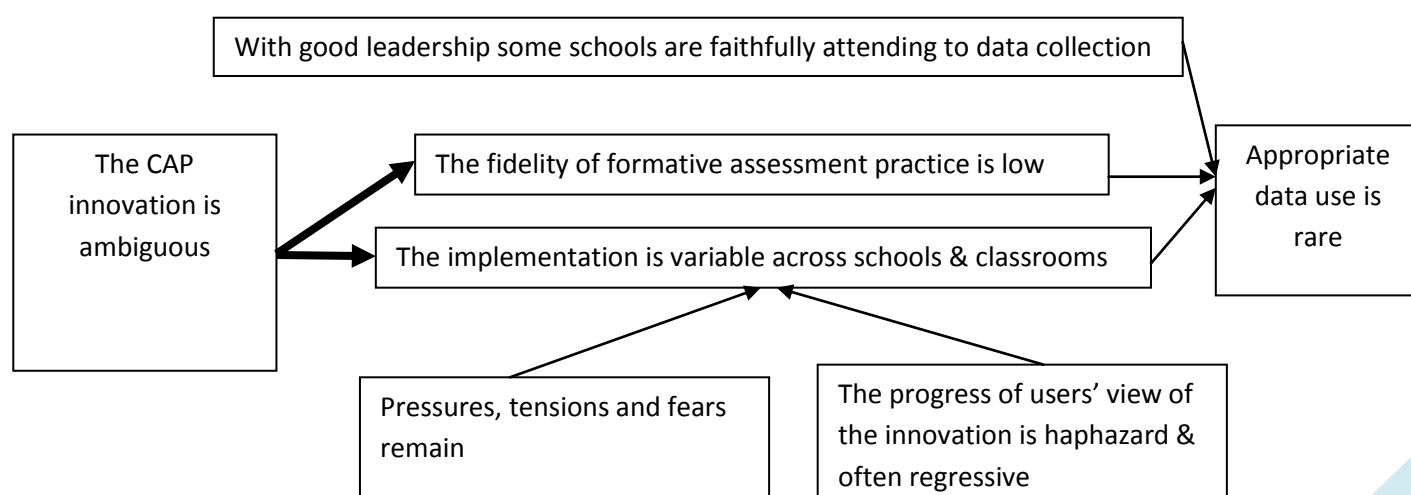 With good leadership some schools are faithfully attending to data collection
The CAP
innovation is
ambiguous
The fidelity of formative assessment practice is low
The implementation is variable across schools & classrooms
Appropriate
data use is
rare
Pressures, tensions and fears
remain
The progress of users’ view of
the innovation is haphazard &
often regressive